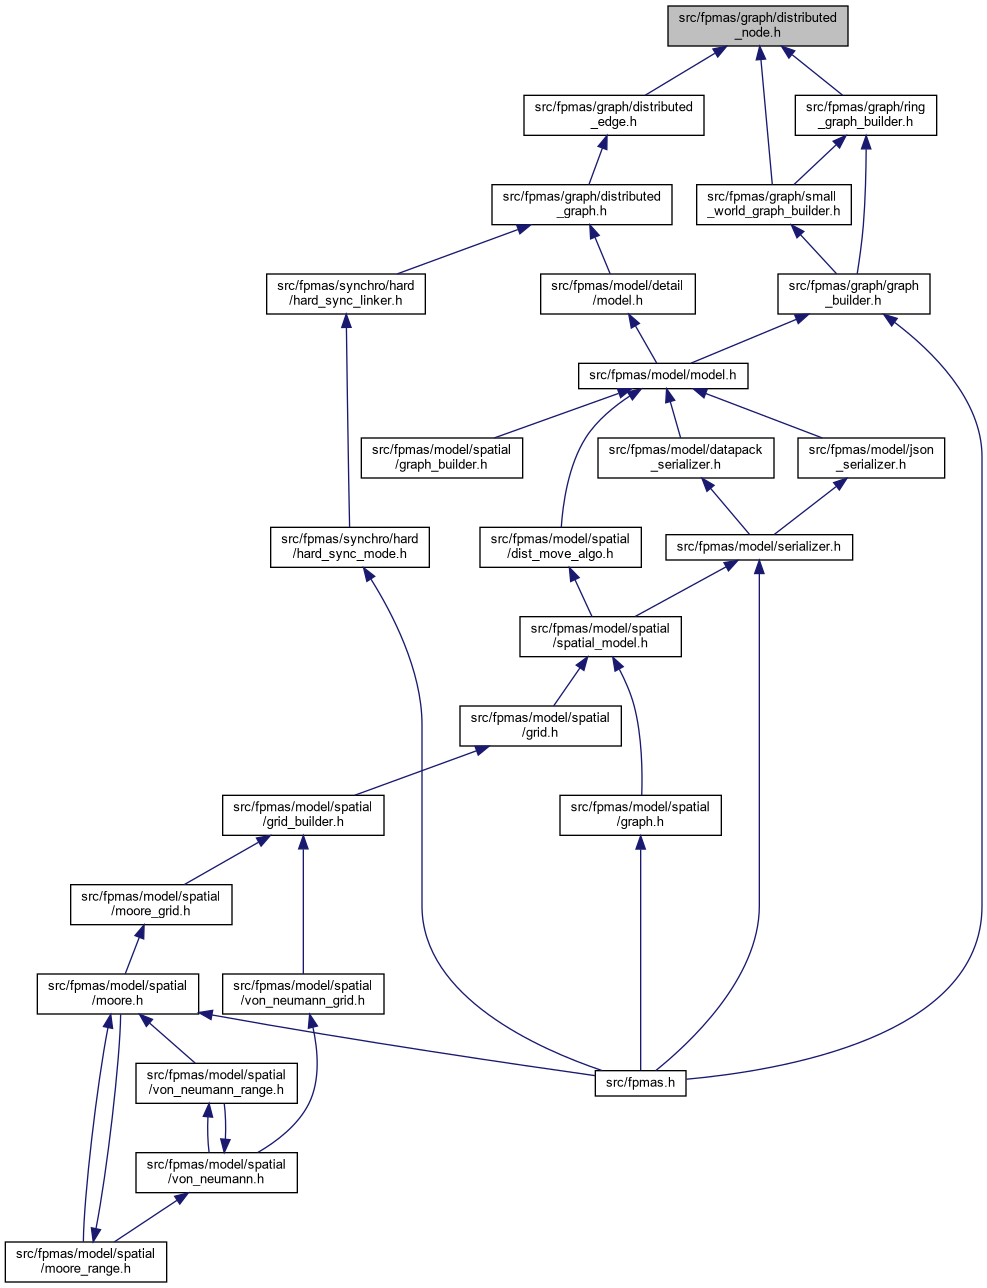 src/fpmas/graph/distributed
_node.h
src/fpmas/graph/distributed
_edge.h
src/fpmas/graph/ring
_graph_builder.h
src/fpmas/graph/distributed
_graph.h
src/fpmas/graph/small
_world_graph_builder.h
src/fpmas/synchro/hard
/hard_sync_linker.h
src/fpmas/model/detail
/model.h
src/fpmas/graph/graph
_builder.h
src/fpmas/model/model.h
src/fpmas/model/spatial
/graph_builder.h
src/fpmas/model/datapack
_serializer.h
src/fpmas/model/json
_serializer.h
src/fpmas/synchro/hard
/hard_sync_mode.h
src/fpmas/model/spatial
/dist_move_algo.h
src/fpmas/model/serializer.h
src/fpmas/model/spatial
/spatial_model.h
src/fpmas/model/spatial
/grid.h
src/fpmas/model/spatial
/grid_builder.h
src/fpmas/model/spatial
/graph.h
src/fpmas/model/spatial
/moore_grid.h
src/fpmas/model/spatial
/moore.h
src/fpmas/model/spatial
/von_neumann_grid.h
src/fpmas/model/spatial
/von_neumann_range.h
src/fpmas.h
src/fpmas/model/spatial
/von_neumann.h
src/fpmas/model/spatial
/moore_range.h